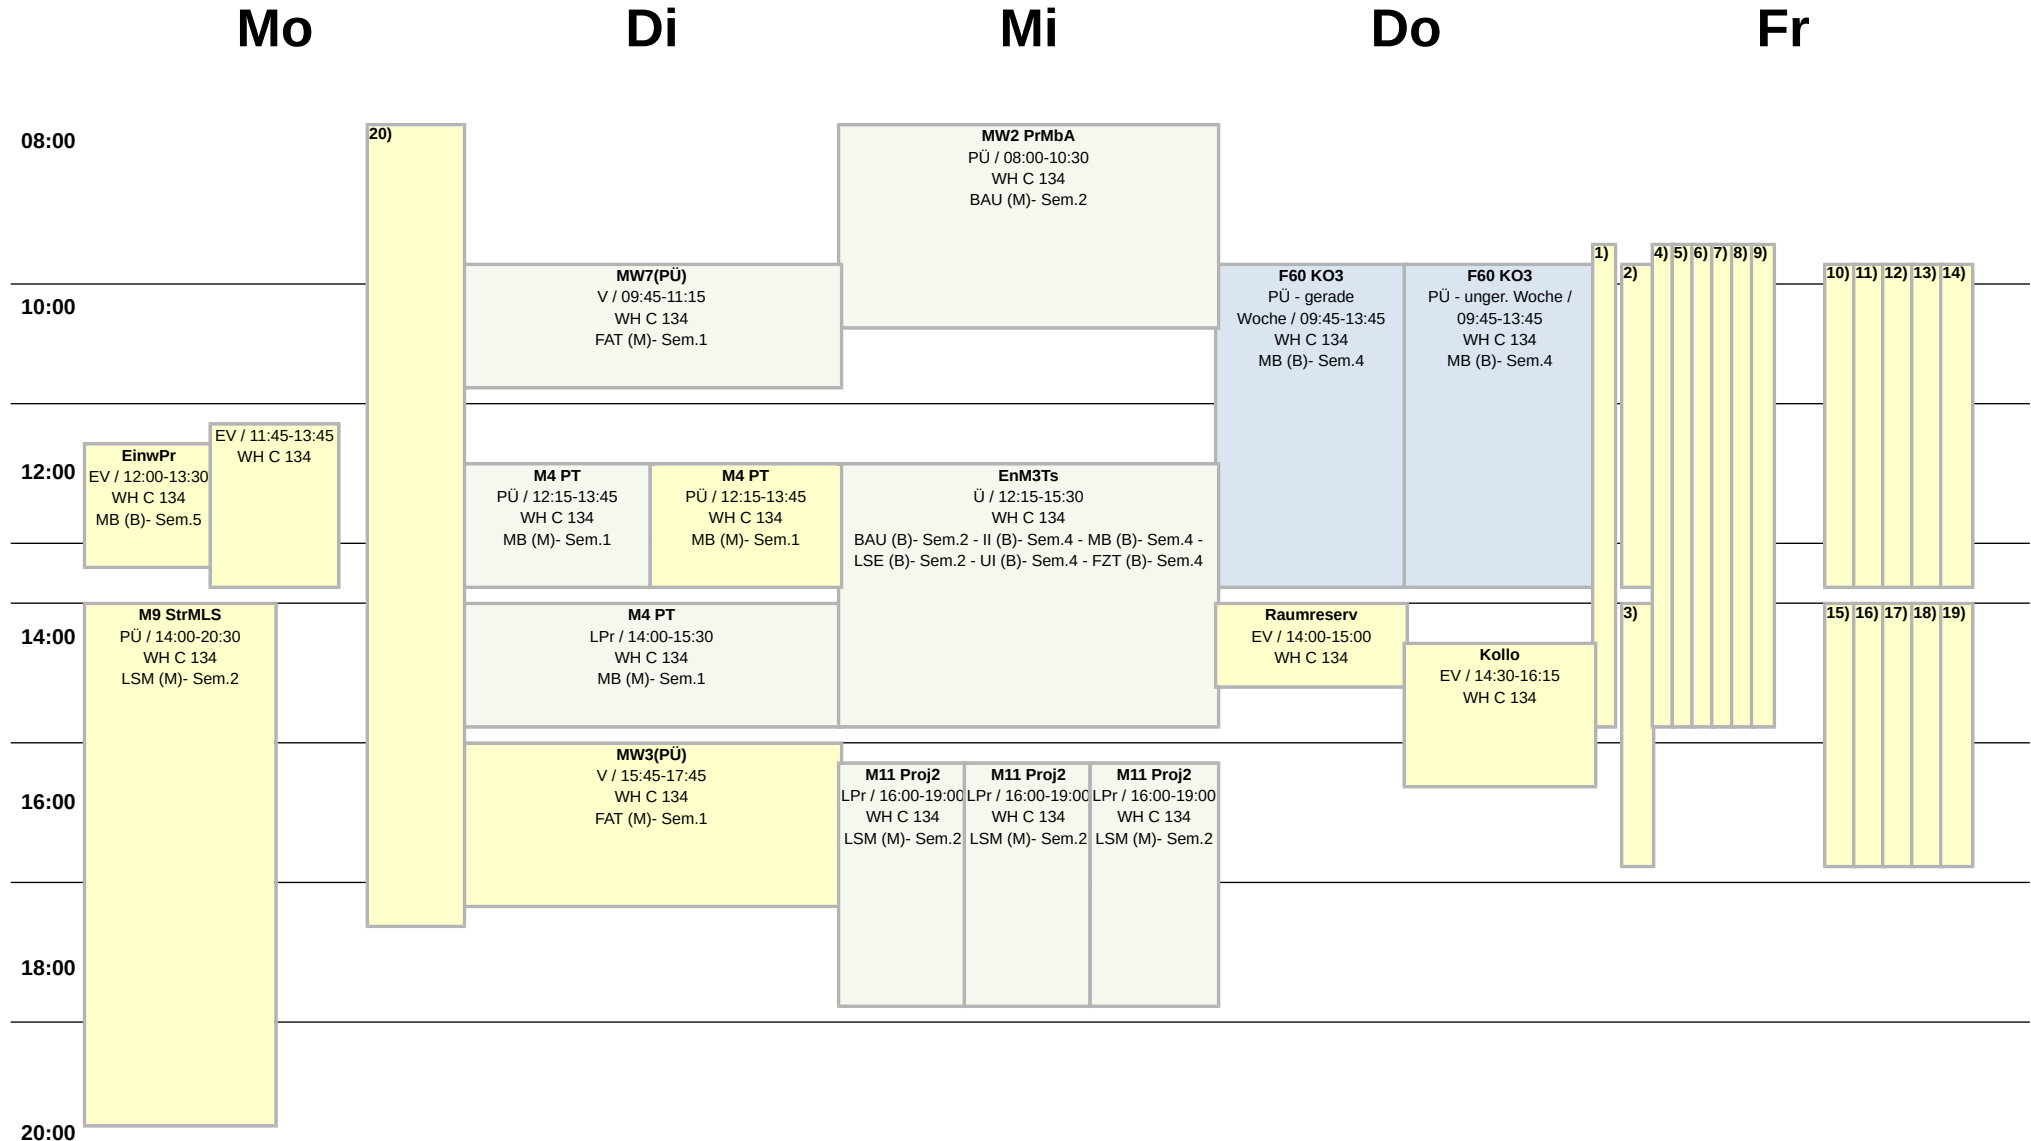 Mo
Di
Mi
Do
Fr
08:00
10:00
12:00
14:00
16:00
18:00
20:00
EinwPr
EV / 12:00-13:30
WH C 134
MB (B)- Sem.5
EV / 11:45-13:45
WH C 134
M9 StrMLS
PÜ / 14:00-20:30
WH C 134
LSM (M)- Sem.2
20)
MW7(PÜ)
V / 09:45-11:15
WH C 134
FAT (M)- Sem.1
M4 PT
PÜ / 12:15-13:45
WH C 134
MB (M)- Sem.1
M4 PT
PÜ / 12:15-13:45
WH C 134
MB (M)- Sem.1
M4 PT
LPr / 14:00-15:30
WH C 134
MB (M)- Sem.1
MW3(PÜ)
V / 15:45-17:45
WH C 134
FAT (M)- Sem.1
MW2 PrMbA
PÜ / 08:00-10:30
WH C 134
BAU (M)- Sem.2
EnM3Ts
Ü / 12:15-15:30
WH C 134
BAU (B)- Sem.2 - II (B)- Sem.4 - MB (B)- Sem.4 -
LSE (B)- Sem.2 - UI (B)- Sem.4 - FZT (B)- Sem.4
M11 Proj2
LPr / 16:00-19:00
WH C 134
LSM (M)- Sem.2
M11 Proj2
LPr / 16:00-19:00
WH C 134
LSM (M)- Sem.2
M11 Proj2
LPr / 16:00-19:00
WH C 134
LSM (M)- Sem.2
F60 KO3
PÜ - gerade
Woche / 09:45-13:45
WH C 134
MB (B)- Sem.4
F60 KO3
PÜ - unger. Woche /
09:45-13:45
WH C 134
MB (B)- Sem.4
Raumreserv
EV / 14:00-15:00
WH C 134
Kollo
EV / 14:30-16:15
WH C 134
1)
2)
3)
4)
5)
6)
7)
8)
9)
10)
11)
12)
13)
14)
15)
16)
17)
18)
19)